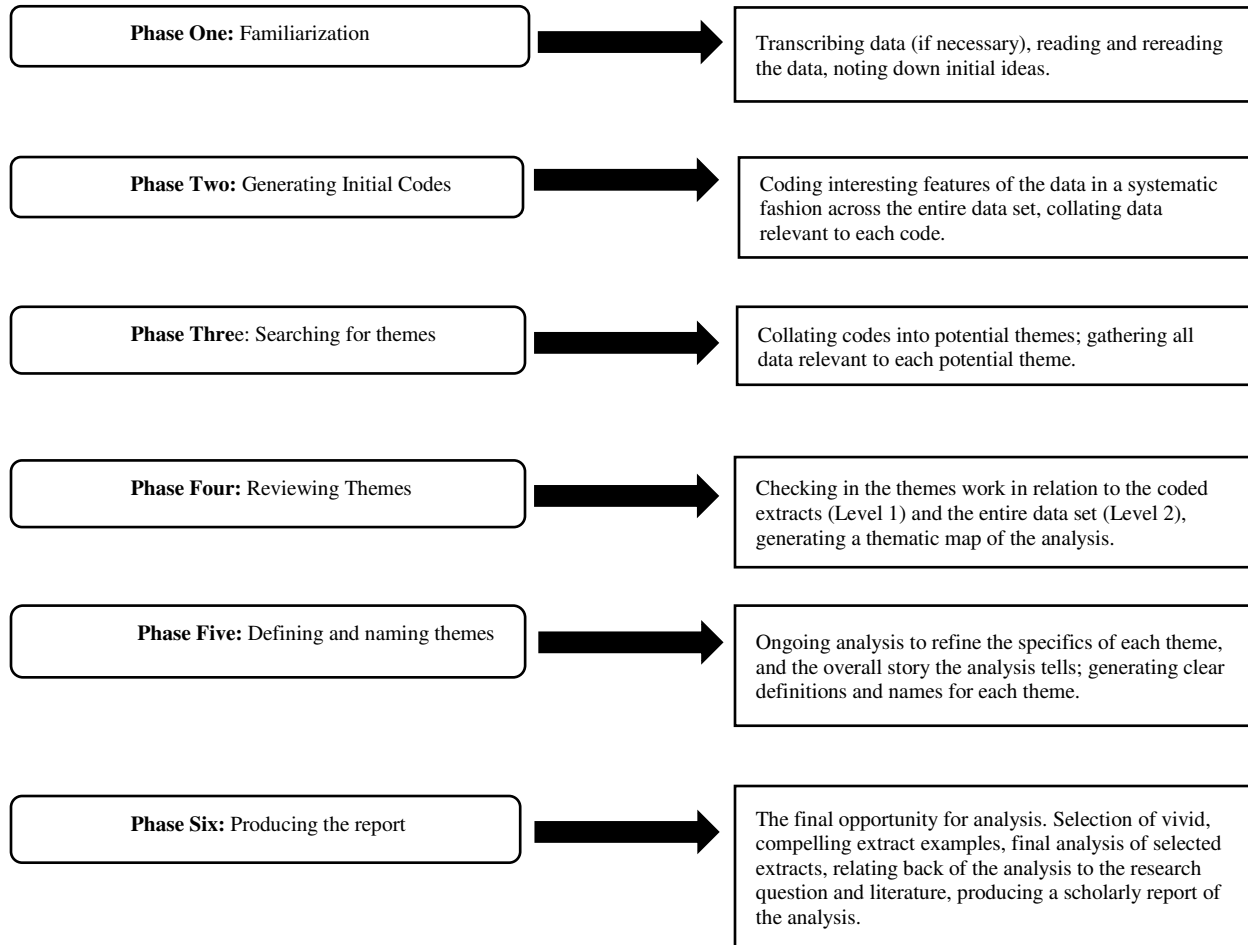 Phase One: Familiarization
Transcribing data (if necessary), reading and rereading
the data, noting down initial ideas.
Phase Two: Generating Initial Codes
Coding interesting features of the data in a systematic
fashion across the entire data set, collating data
relevant to each code.
Phase Three: Searching for themes
Collating codes into potential themes; gathering all
data relevant to each potential theme.
Phase Four: Reviewing Themes
Checking in the themes work in relation to the coded
extracts (Level 1) and the entire data set (Level 2),
generating a thematic map of the analysis.
Phase Five: Defining and naming themes
Ongoing analysis to refine the specifics of each theme,
and the overall story the analysis tells; generating clear
definitions and names for each theme.
Phase Six: Producing the report
The final opportunity for analysis. Selection of vivid,
compelling extract examples, final analysis of selected
extracts, relating back of the analysis to the research
question and literature, producing a scholarly report of
the analysis.